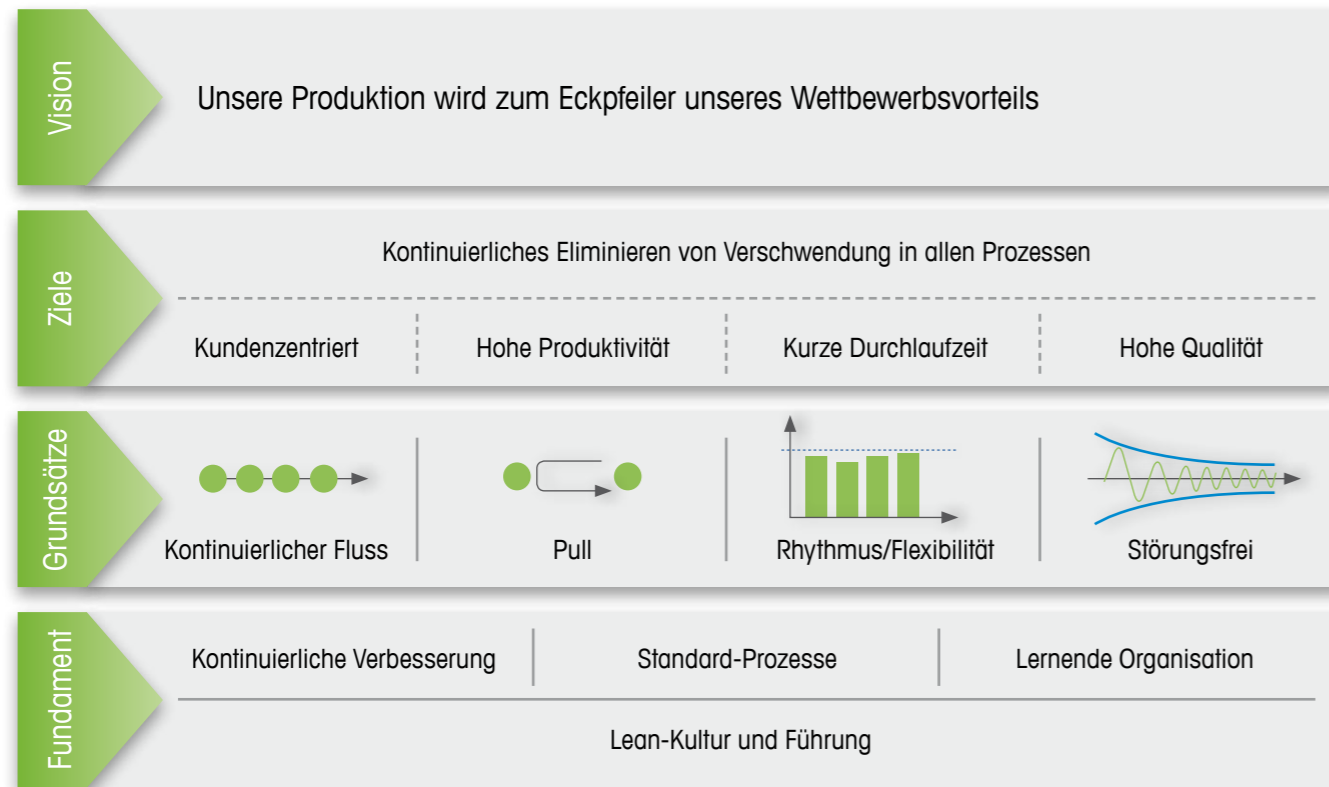 Vision
Unsere Produktion wird zum Eckpfeiler unseres Wettbewerbsvorteils
Ziele
Kontinuierliches Eliminieren von Verschwendung in allen Prozessen
Kundenzentriert
Hohe Produktivität
Kurze Durchlaufzeit
Hohe Qualität
Grundsätze
Kontinuierlicher Fluss
Pull
Rhythmus/Flexibilität
Störungsfrei
Fundament
Kontinuierliche Verbesserung
Standard-Prozesse
Lernende Organisation
Lean-Kultur und Führung